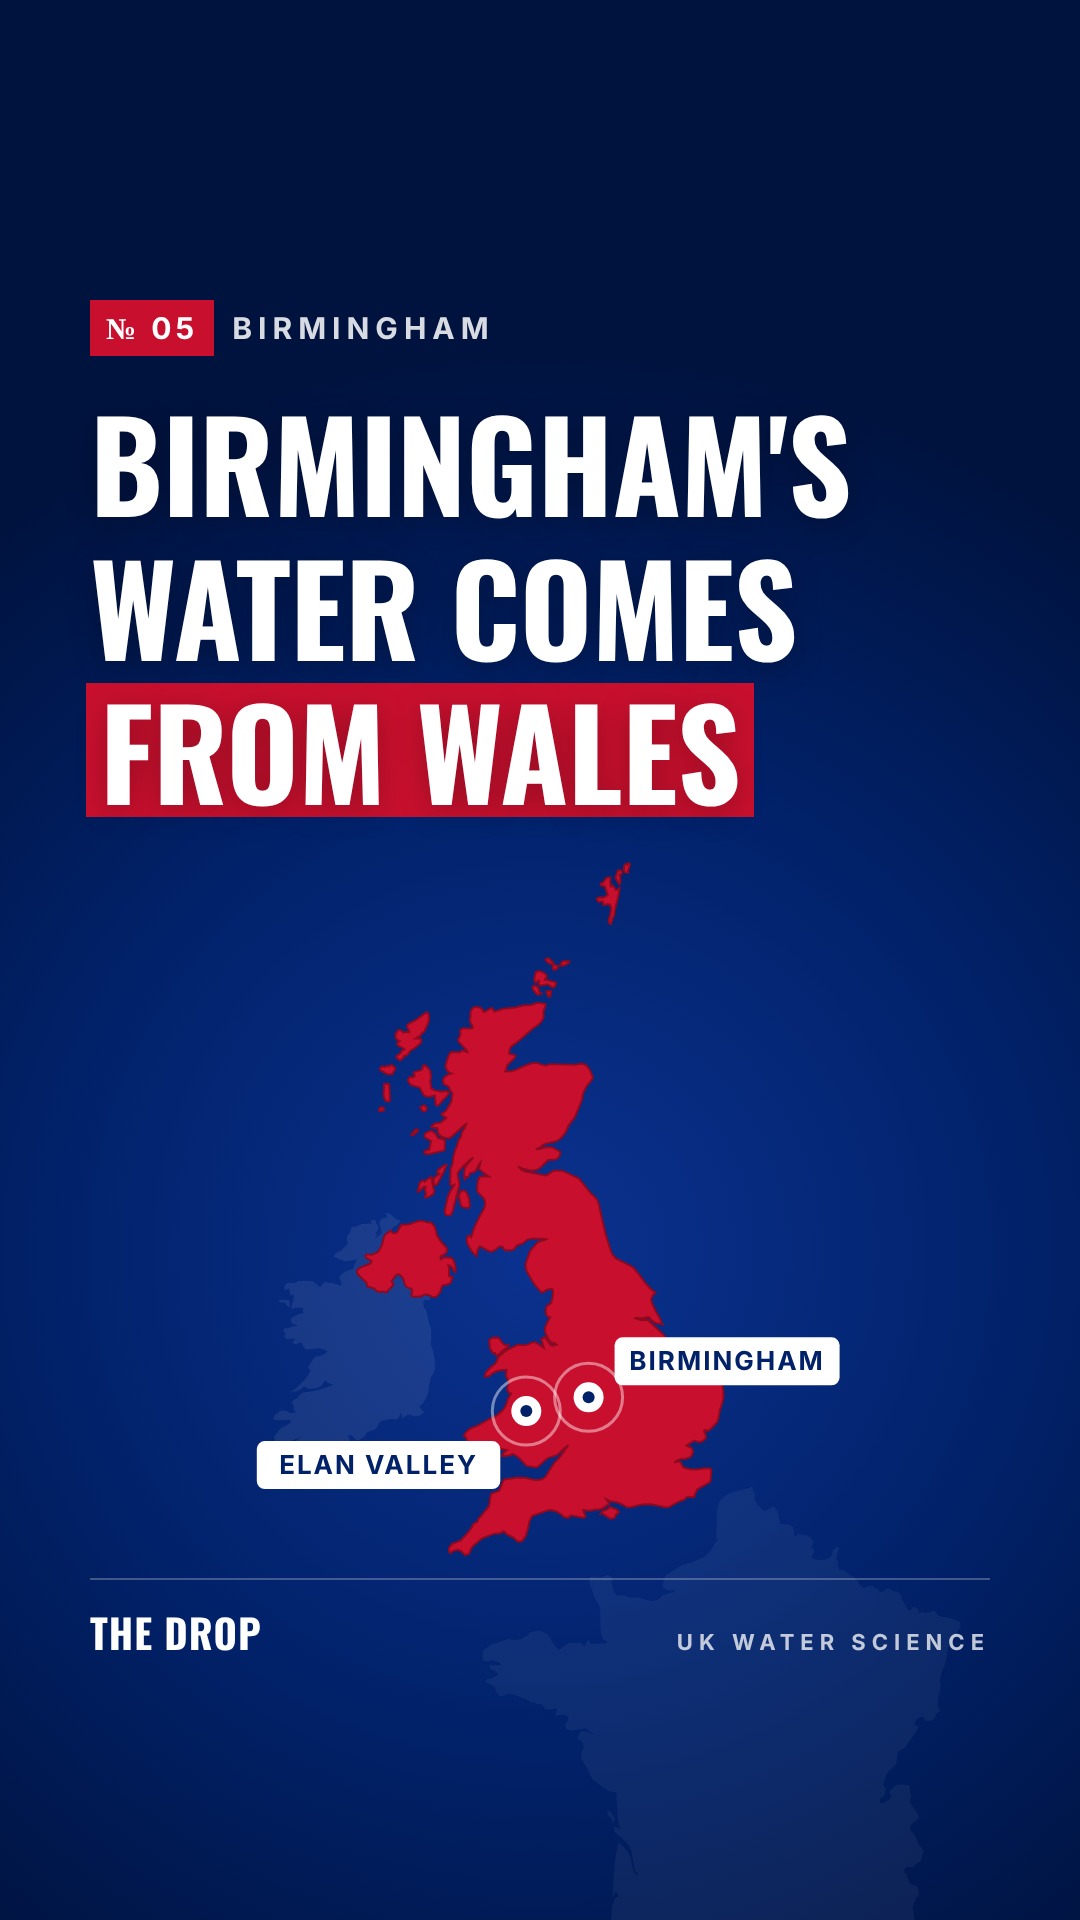 № 05 BIRMINGHAM
BIRMINGHAM'S
WATER COMES
FROM WALES
BIRMINGHAM
ELAN VALLEY
THE DROP
UK WATER SCIENCE